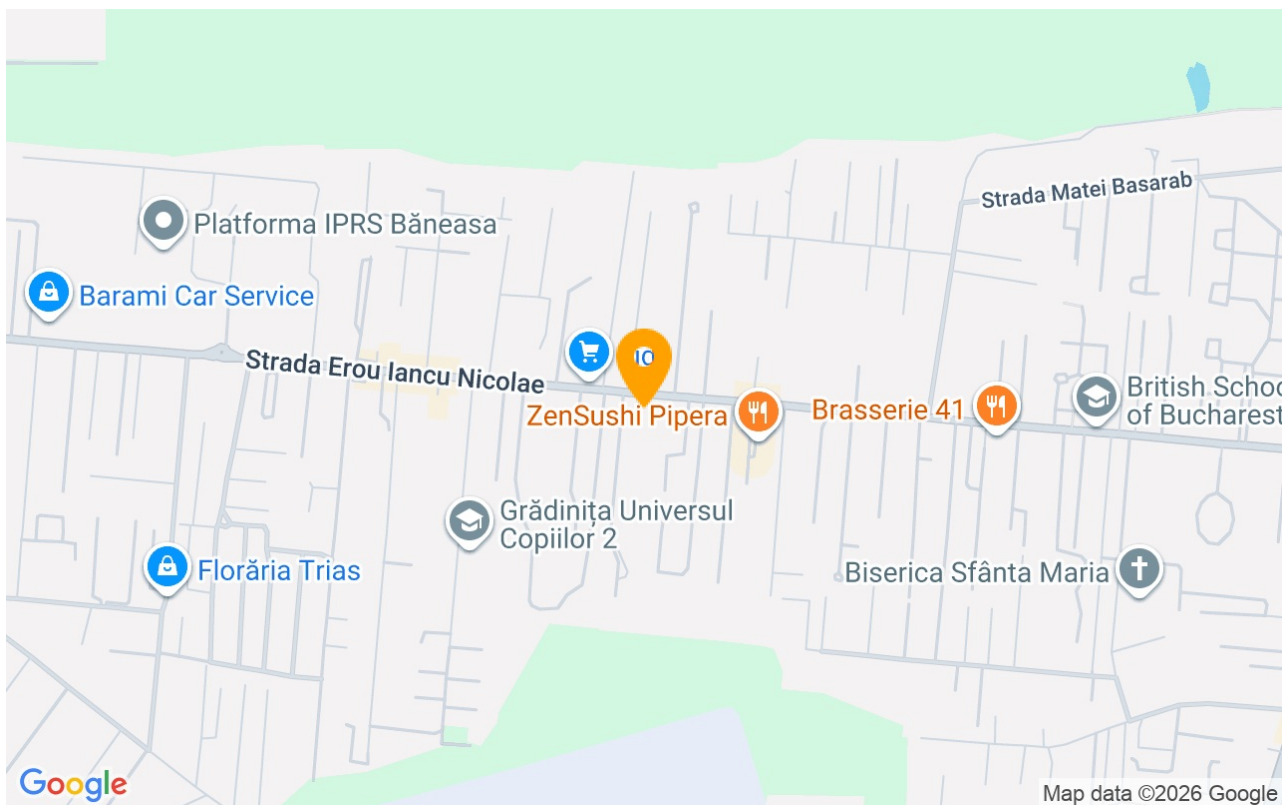 Strada Matei Basarab
Platforma IPRS Băneasa
Barami Car Service
Strada Erou Iancu Nicolae
ZenSushi Pipera
Brasserie 41
British Schoo
of Bucharest
Grădinița Universul
Copiilor 2
Florăria Trias
Biserica Sfânta Maria
Google
Map data ©2026 Google